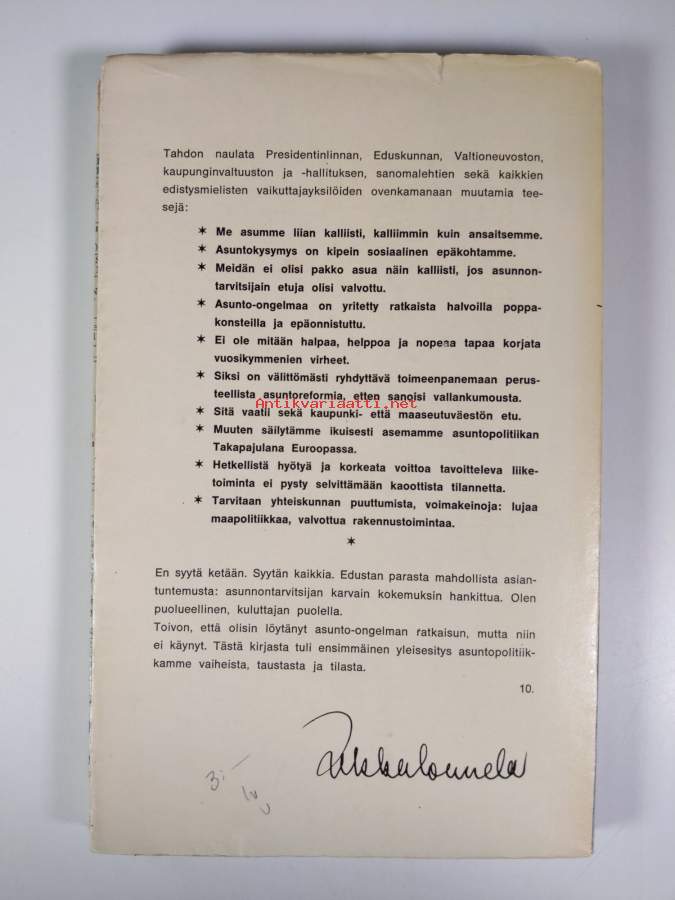 Tahdon naulata Presidentinlinnan, Eduskunnan, Valtioneuvoston,
kaupunginvaltuuston ja -hallituksen, sanomalehtien sekä kaikkien
edistysmielisten vaikuttajayksilöiden ovenkamanaan muutamia tee-
sejä:
* Me asumme liian kalliisti, kalliimmin kuin ansaitsemme.
* Asuntokysymys on kipein sosiaalinen epäkohtamme.
* Meidän ei olisi pakko asua näin kalliisti, jos asunnon-
tarvitsijain etuja olisi valvottu.
* Asunto-ongelmaa on yritetty ratkaista halvoilla poppa-
konsteilla ja epäonnistuttu.
* Ei ole mitään halpaa, helppoa ja nopeaa tapaa korjata
vuosikymmenien virheet.
* Siksi on välittömästi ryhdyttävä toimeenpanemaan perus-
teellista asuntoreformia, etten sanoisi vallankumousta.
Antikvariaatti.net
* Sitä vaatii sekä kaupunki- että maaseutuväestön etu.
* Muuten säilytämme ikuisesti asemamme asuntopolitiikan
Takapajulana Euroopassa.
* Hetkellistä hyötyä ja korkeata voittoa tavoitteleva liike-
toiminta ei pysty selvittämään kaoottista tilannetta.
* Tarvitaan yhteiskunnan puuttumista, voimakeinoja: lujaa
maapolitiikkaa, valvottua rakennustoimintaa.
*
En syytä ketään. Syytän kaikkia. Edustan parasta mahdollista asian-
tuntemusta: asunnontarvitsijan karvain kokemuksin hankittua. Olen
puolueellinen, kuluttajan puolella.
Toivon, että olisin löytänyt asunto-ongelman ratkaisun, mutta niin
ei käynyt. Tästä kirjasta tuli ensimmäinen yleisesitys asuntopolitiik-
kamme vaiheista, taustasta ja tilasta.
10.